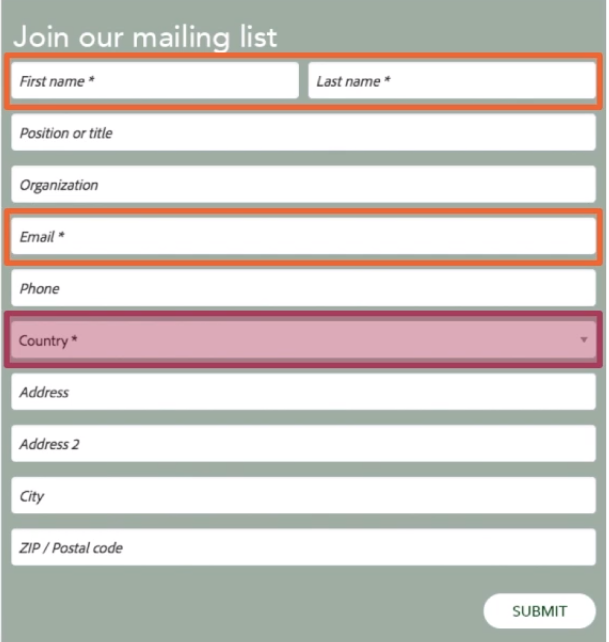 Join our mailing list
First name * Last name *
Position or title
Organization
Email *
Phone
Country *
Address
Address 2
City
ZIP / Postal code
SUBMIT